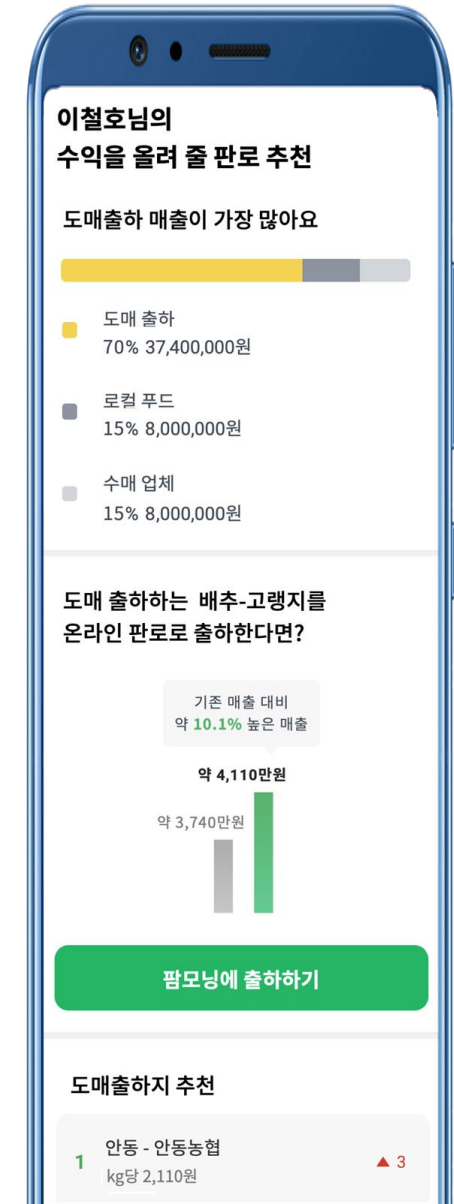 이철호님의
수익을 올려 줄 판로 추천
도매출하 매출이 가장 많아요
도매 출하
70% 37,400,000원
로컬 푸드
15% 8,000,000원
수매 업체
15% 8,000,000원
도매 출하하는 배추-고랭지를
온라인 판로로 출하한다면?
기존 매출 대비
약 10.1% 높은 매출
약 4,110만원
약 3,740만원
팜모닝에 출하하기
도매출하지 추천
안동 - 안동농협
1
▲ 3
kg당 2,110원